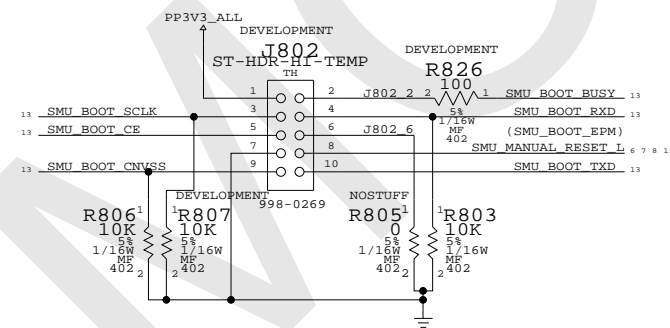 PP3V3_ALL
DEVELOPMENT
J802
ST-HDR-HI-TEMP
TH
DEVELOPMENT
R826
100
1 2 J802_2 2 1 SMU_BOOT_BUSY 13
5%
1/16W
MF
402
13 SMU_BOOT_SCLK 3 4 SMU_BOOT_RXD 13
13 SMU_BOOT_CE 5 6 J802_6 (SMU_BOOT_EPM)
7 8 SMU_MANUAL_RESET_L 6 7 8
13 SMU_BOOT_CNVSS 9 10 SMU_BOOT_TXD 13
998-0269
R806
10K
5%
1/16W
MF
402
1
2
DEVELOPMENT
R807
10K
5%
1/16W
MF
402
1
2
NOSTUFF
R805
0
5%
1/16W
MF
402
1
2
R803
10K
5%
1/16W
MF
402
1
2